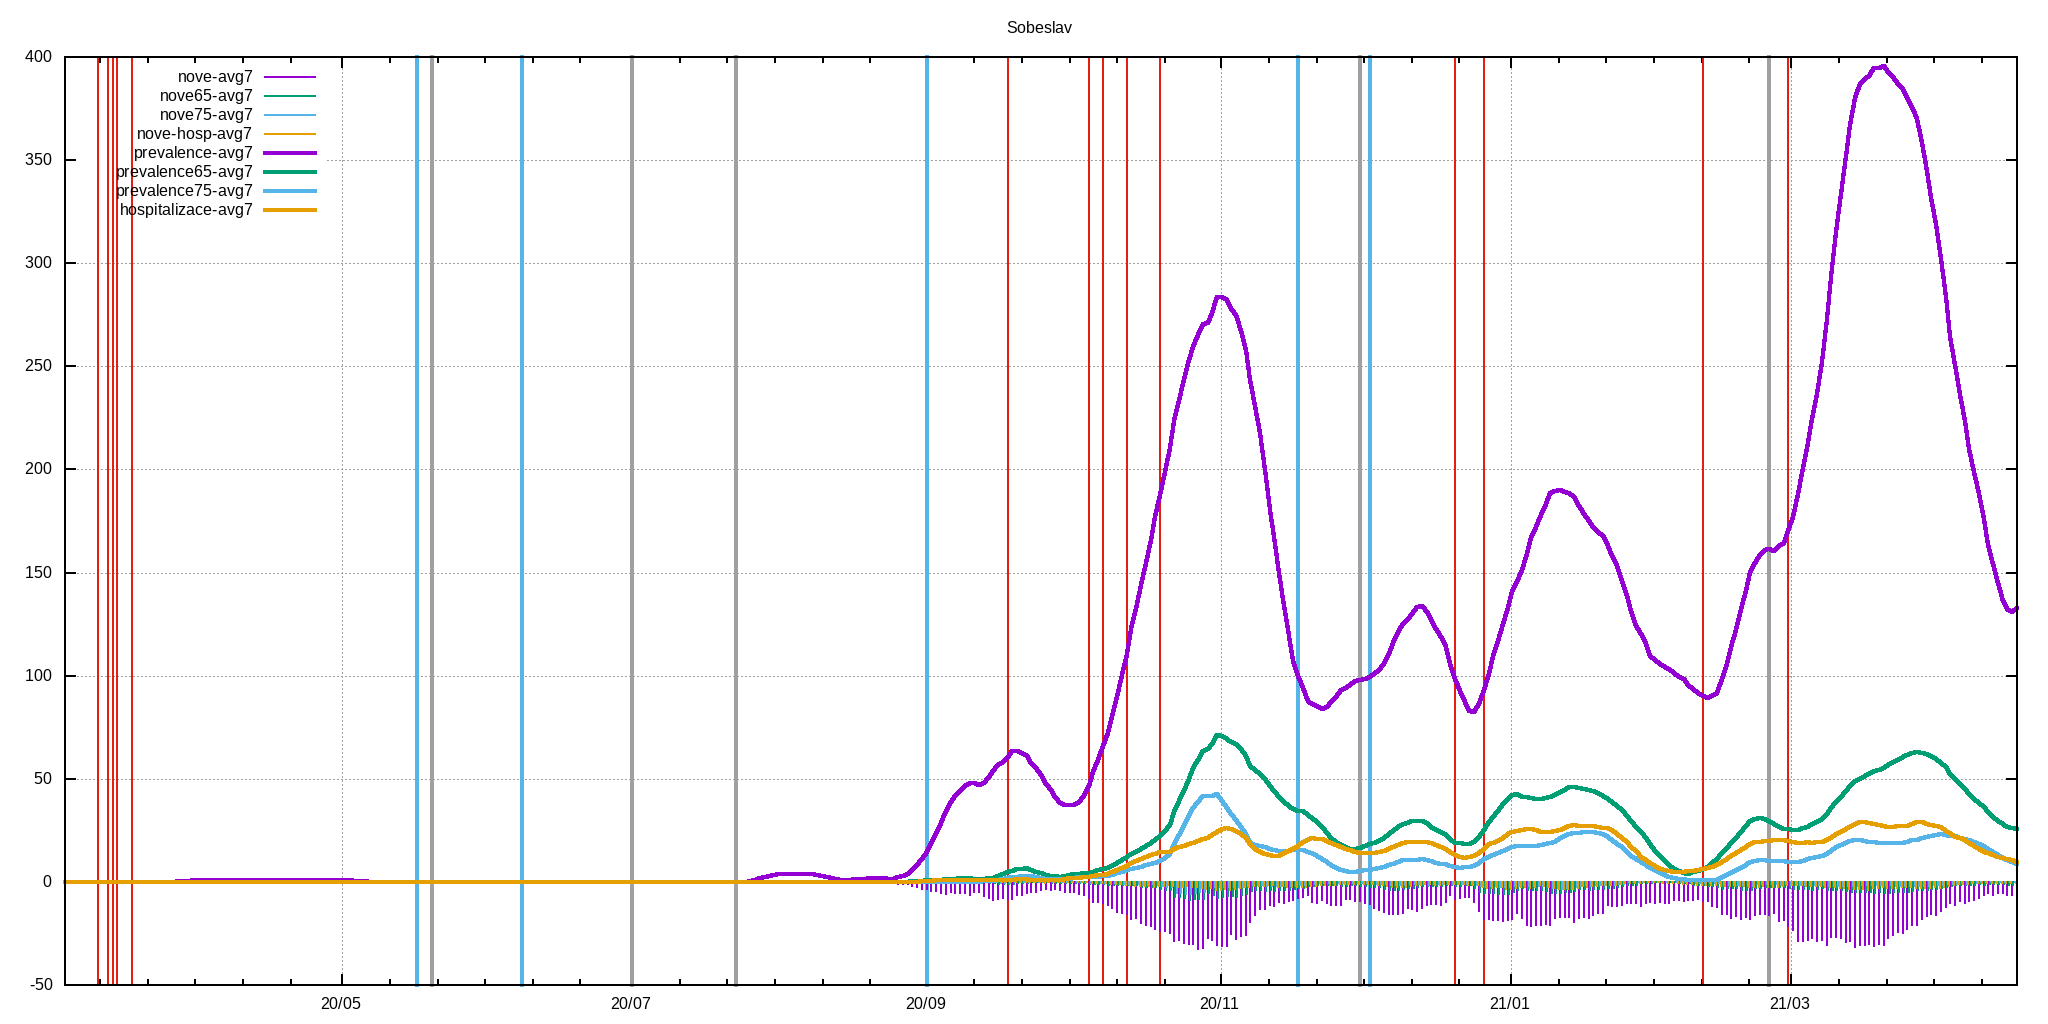 Sobeslav
400
350
300
250
200
150
100
50
0
-50
nove-avg7
nove65-avg7
nove75-avg7
nove-hosp-avg7
prevalence-avg7
prevalence65-avg7
prevalence75-avg7
hospitalizace-avg7
20/05
20/07
20/09
20/11
21/01
21/03